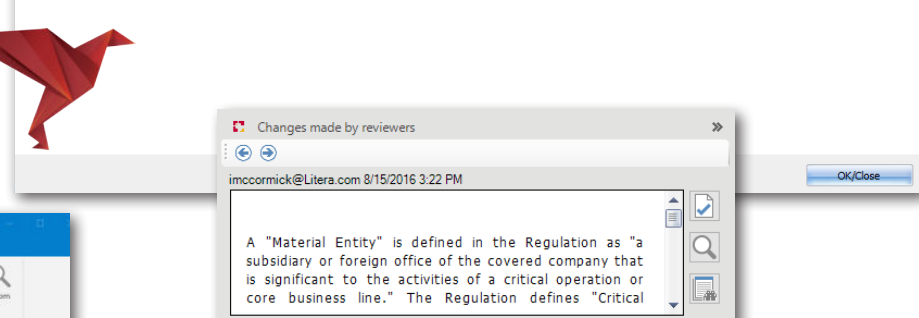 Changes made by reviewers
imccormick@Litera.com 8/15/2016 3:22 PM
OK/Close
A "Material Entity" is defined in the Regulation as "a
subsidiary or foreign office of the covered company that
is significant to the activities of a critical operation or
core business line." The Regulation defines "Critical